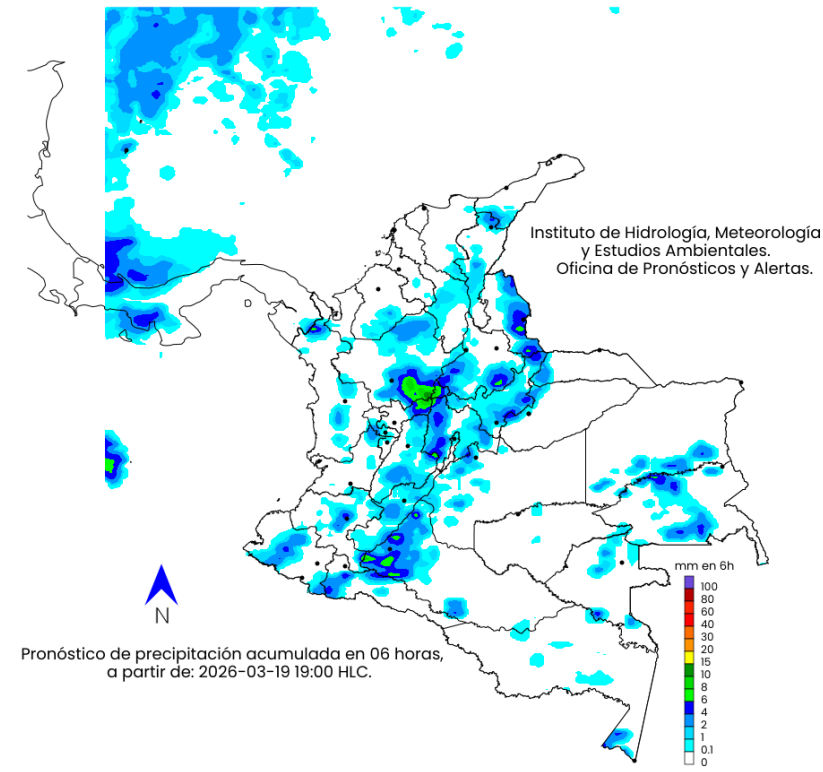 Instituto de Hidrología, Meteorología
y Estudios Ambientales.
Oficina de Pronósticos y Alertas.
mm en 6h
100
80
60
40
30
20
15
10
8
6
4
2
1
0.1
0
N
Pronóstico de precipitación acumulada en 06 horas,
a partir de: 2026-03-19 19:00 HLC.